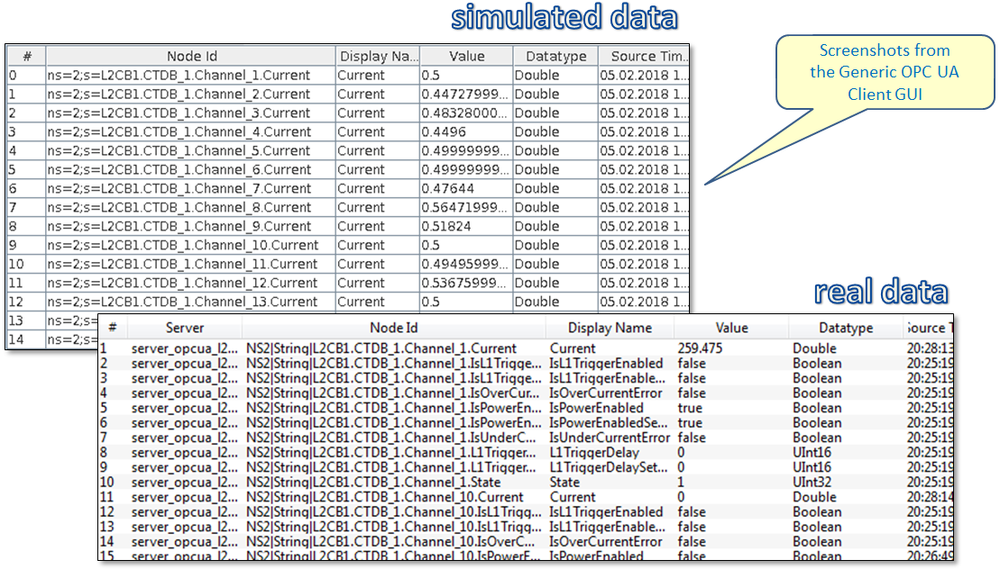 simulated data
Screenshots from
the Generic OPC UA
Client GUI
# Node Id Display Na... Value Datatype Source Tim...
0 ns=2;s=L2CB1.CTDB_1.Channel_1.Current Current 0.5 Double 05.02.2018 1...
1 ns=2;s=L2CB1.CTDB_1.Channel_2.Current Current 0.44727999... Double 05.02.2018 1...
2 ns=2;s=L2CB1.CTDB_1.Channel_3.Current Current 0.48328000... Double 05.02.2018 1...
3 ns=2;s=L2CB1.CTDB_1.Channel_4.Current Current 0.4496 Double 05.02.2018 1...
4 ns=2;s=L2CB1.CTDB_1.Channel_5.Current Current 0.49999999... Double 05.02.2018 1...
5 ns=2;s=L2CB1.CTDB_1.Channel_6.Current Current 0.49999999... Double 05.02.2018 1...
6 ns=2;s=L2CB1.CTDB_1.Channel_7.Current Current 0.47644 Double 05.02.2018 1...
7 ns=2;s=L2CB1.CTDB_1.Channel_8.Current Current 0.56471999... Double 05.02.2018 1...
8 ns=2;s=L2CB1.CTDB_1.Channel_9.Current Current 0.51824 Double 05.02.2018 1...
9 ns=2;s=L2CB1.CTDB_1.Channel_10.Current Current 0.5 Double 05.02.2018 1...
10 ns=2;s=L2CB1.CTDB_1.Channel_11.Current Current 0.49495999... Double 05.02.2018 1...
11 ns=2;s=L2CB1.CTDB_1.Channel_12.Current Current 0.53675999... Double 05.02.2018 1...
12 ns=2;s=L2CB1.CTDB_1.Channel_13.Current Current 0.5 Double 05.02.2018 1...
13 ns=2;s=
14 ns=2;s=
real data
# Server Node Id Display Name Value Datatype Source T
1 server_opcua_l2... NS2|String|L2CB1.CTDB_1.Channel_1.Current Current 259.475 Double 20:28:13
2 server_opcua_l2... NS2|String|L2CB1.CTDB_1.Channel_1.IsL1Trigge... IsL1TriggerEnabled false Boolean 20:25:19
3 server_opcua_l2... NS2|String|L2CB1.CTDB_1.Channel_1.IsL1Trigge... IsL1TriggerEnable... false Boolean 20:25:19
4 server_opcua_l2... NS2|String|L2CB1.CTDB_1.Channel_1.IsOverCur... IsOverCurrentError false Boolean 20:25:19
5 server_opcua_l2... NS2|String|L2CB1.CTDB_1.Channel_1.IsPowerEn... IsPowerEnabled true Boolean 20:25:19
6 server_opcua_l2... NS2|String|L2CB1.CTDB_1.Channel_1.IsPowerEn... IsPowerEnabledSe... true Boolean 20:25:19
7 server_opcua_l2... NS2|String|L2CB1.CTDB_1.Channel_1.IsUnderC... IsUnderCurrentError false Boolean 20:25:19
8 server_opcua_l2... NS2|String|L2CB1.CTDB_1.Channel_1.L1Trigger... L1TriggerDelay 0 UInt16 20:25:19
9 server_opcua_l2... NS2|String|L2CB1.CTDB_1.Channel_1.L1Trigger... L1TriggerDelaySet... 0 UInt16 20:25:19
10 server_opcua_l2... NS2|String|L2CB1.CTDB_1.Channel_1.State State 1 UInt32 20:25:19
11 server_opcua_l2... NS2|String|L2CB1.CTDB_1.Channel_10.Current Current 0 Double 20:28:14
12 server_opcua_l2... NS2|String|L2CB1.CTDB_1.Channel_10.IsL1Trigg... IsL1TriggerEnabled false Boolean 20:25:19
13 server_opcua_l2... NS2|String|L2CB1.CTDB_1.Channel_10.IsL1Trigg... IsL1TriggerEnable... false Boolean 20:25:19
14 server_opcua_l2... NS2|String|L2CB1.CTDB_1.Channel_10.IsOverC... IsOverCurrentError false Boolean 20:25:19
15 server_opcua_l2... NS2|String|L2CB1.CTDB_1.Channel_10.IsPowerE... IsPowerEnabled false Boolean 20:26:49